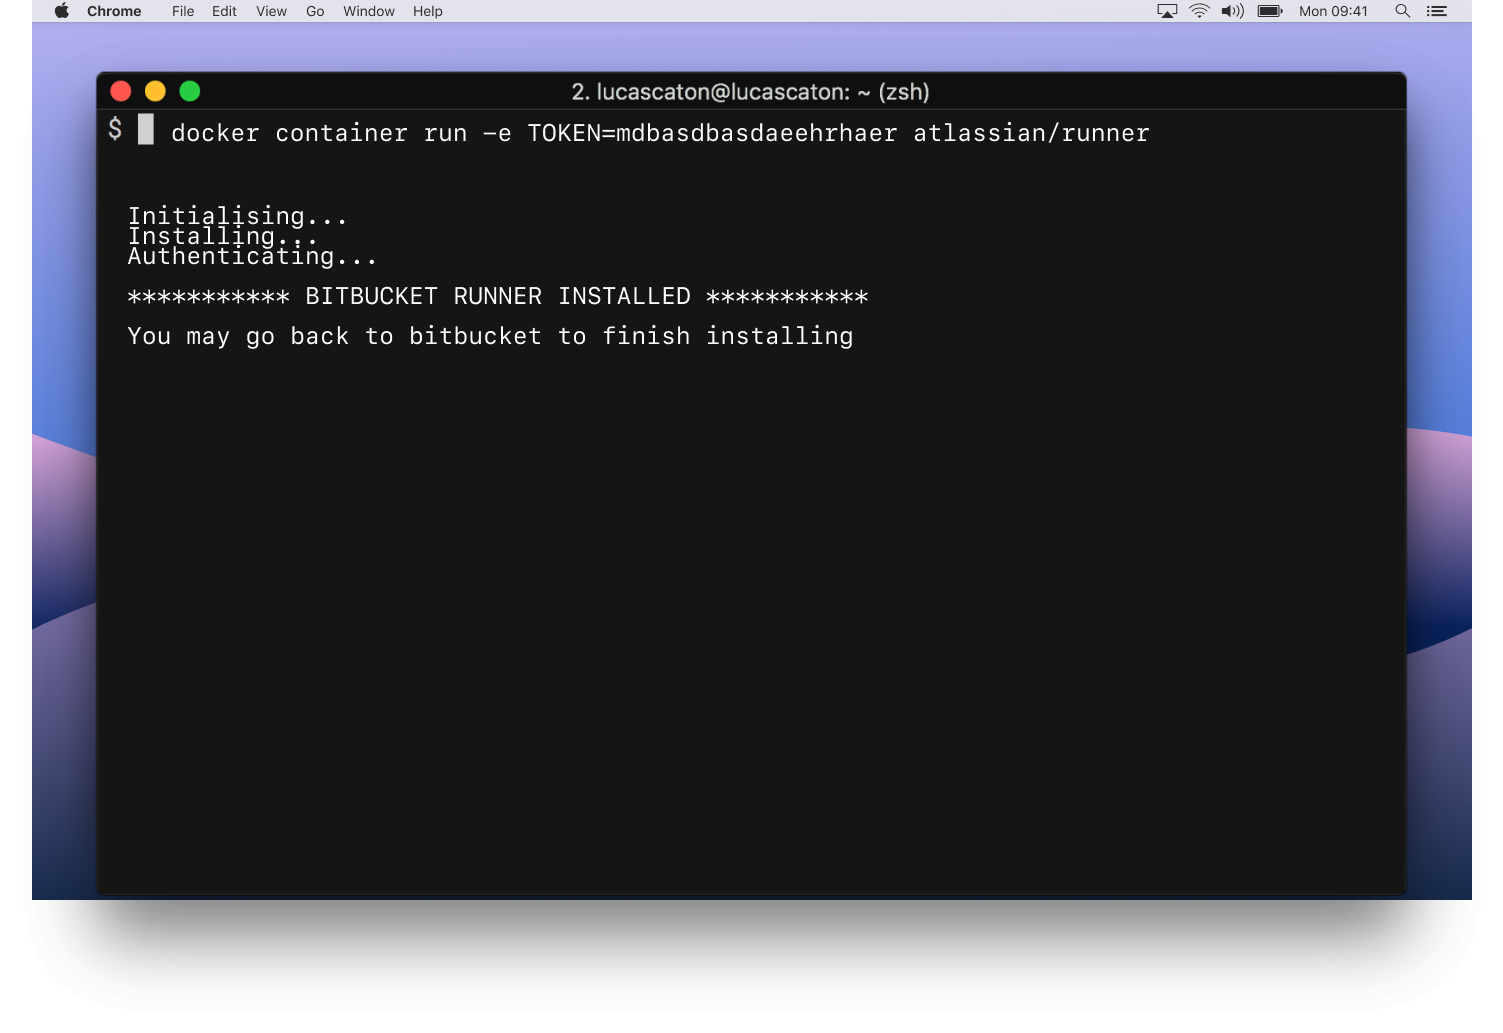 Chrome File Edit View Go Window Help Mon 09:41
2. lucascaton@lucascaton: ~ (zsh)
$ docker container run -e TOKEN=mdbasdbasdaeehrhaer atlassian/runner
Initialising...
Installing...
Authenticating...
*********** BITBUCKET RUNNER INSTALLED ***********
You may go back to bitbucket to finish installing